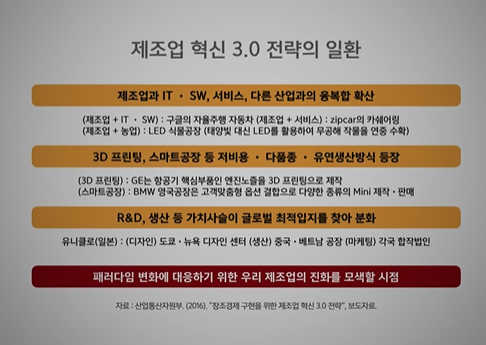 제조업 혁신 3.0 전략의 일환
제조업과 IT · SW, 서비스, 다른 산업과의 융복합 확산
(제조업 + IT · SW) : 구글의 자율주행 자동차 (제조업 + 서비스) : zipcar의 카쉐어링
(제조업 + 농업) : LED 식물공장 (태양빛 대신 LED를 활용하여 무공해 작물을 연중 수확)
3D 프린팅, 스마트공장 등 저비용 · 다품종 · 유연생산방식 등장
(3D 프린팅) : GE는 항공기 핵심부품인 엔진노즐을 3D 프린팅으로 제작
(스마트공장) : BMW 영국공장은 고객맞춤형 옵션 결합으로 다양한 종류의 Mini 제작 · 판매
R&D, 생산 등 가치사슬이 글로벌 최적입지를 찾아 분화
유니클로(일본) : (디자인) 도쿄 · 뉴욕 디자인 센터 (생산) 중국 · 베트남 공장 (마케팅) 각국 합작법인
패러다임 변화에 대응하기 위한 우리 제조업의 진화를 모색할 시점
자료 : 산업통산자원부. (2016). "창조경제 구현을 위한 제조업 혁신 3.0 전략", 보도자료.